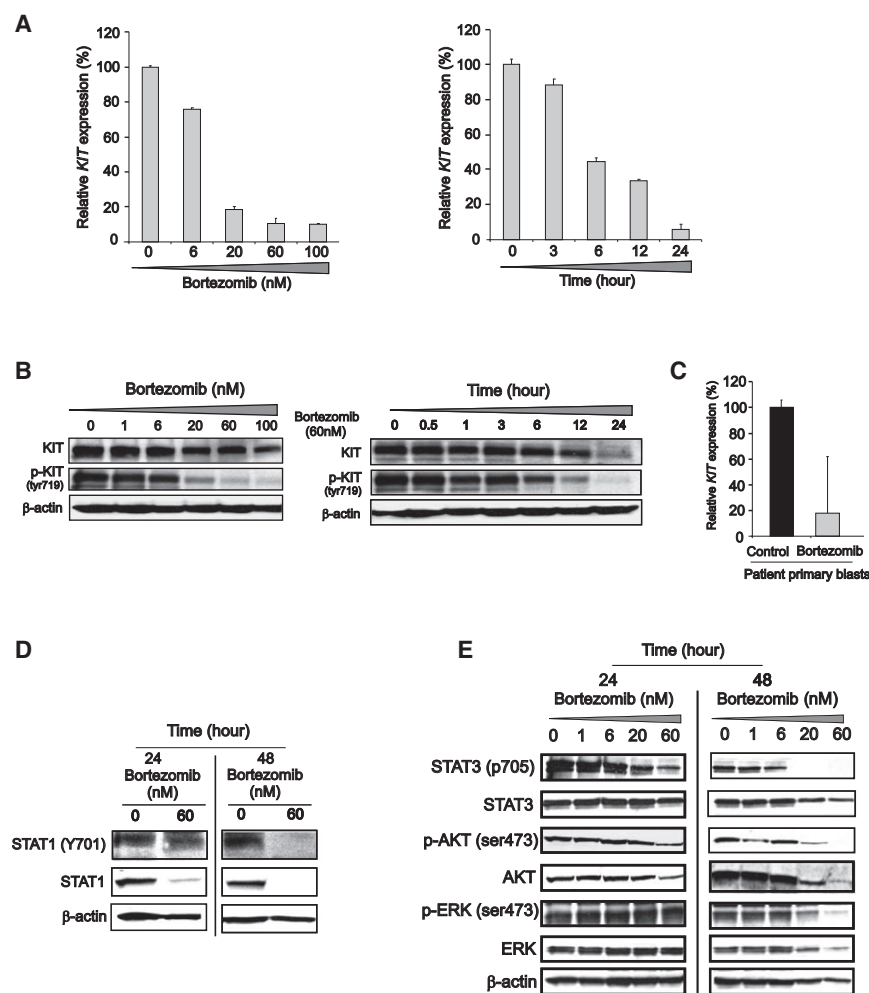 A
Relative KIT expression (%)
120
100
80
60
40
20
0
0 6 20 60 100
Bortezomib (nM)
Relative KIT expression (%)
120
100
80
60
40
20
0
0 3 6 12 24
Time (hour)
B
Bortezomib (nM)
0 1 6 20 60 100
KIT
p-KIT
(tyr719)
β-actin
Time (hour)
Bortezomib
(60nM)
0 0.5 1 3 6 12 24
KIT
p-KIT
(tyr719)
β-actin
C
Relative KIT expression (%)
120
100
80
60
40
20
0
Control Bortezomib
Patient primary blasts
D
Time (hour)
24 48
Bortezomib Bortezomib
(nM) (nM)
0 60 0 60
STAT1 (Y701)
STAT1
β-actin
E
Time (hour)
24 48
Bortezomib (nM) Bortezomib (nM)
0 1 6 20 60 0 1 6 20 60
STAT3 (p705)
STAT3
p-AKT (ser473)
AKT
p-ERK (ser473)
ERK
β-actin